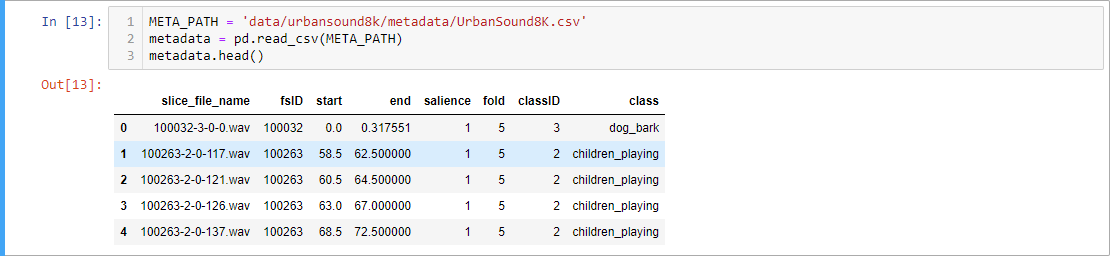 In [13]:
1 META_PATH = 'data/urbansound8k/metadata/UrbanSound8K.csv'
2 metadata = pd.read_csv(META_PATH)
3 metadata.head()
Out[13]:
slice_file_name fsID start end salience fold classID class
0 100032-3-0-0.wav 100032 0.0 0.317551 1 5 3 dog_bark
1 100263-2-0-117.wav 100263 58.5 62.500000 1 5 2 children_playing
2 100263-2-0-121.wav 100263 60.5 64.500000 1 5 2 children_playing
3 100263-2-0-126.wav 100263 63.0 67.000000 1 5 2 children_playing
4 100263-2-0-137.wav 100263 68.5 72.500000 1 5 2 children_playing